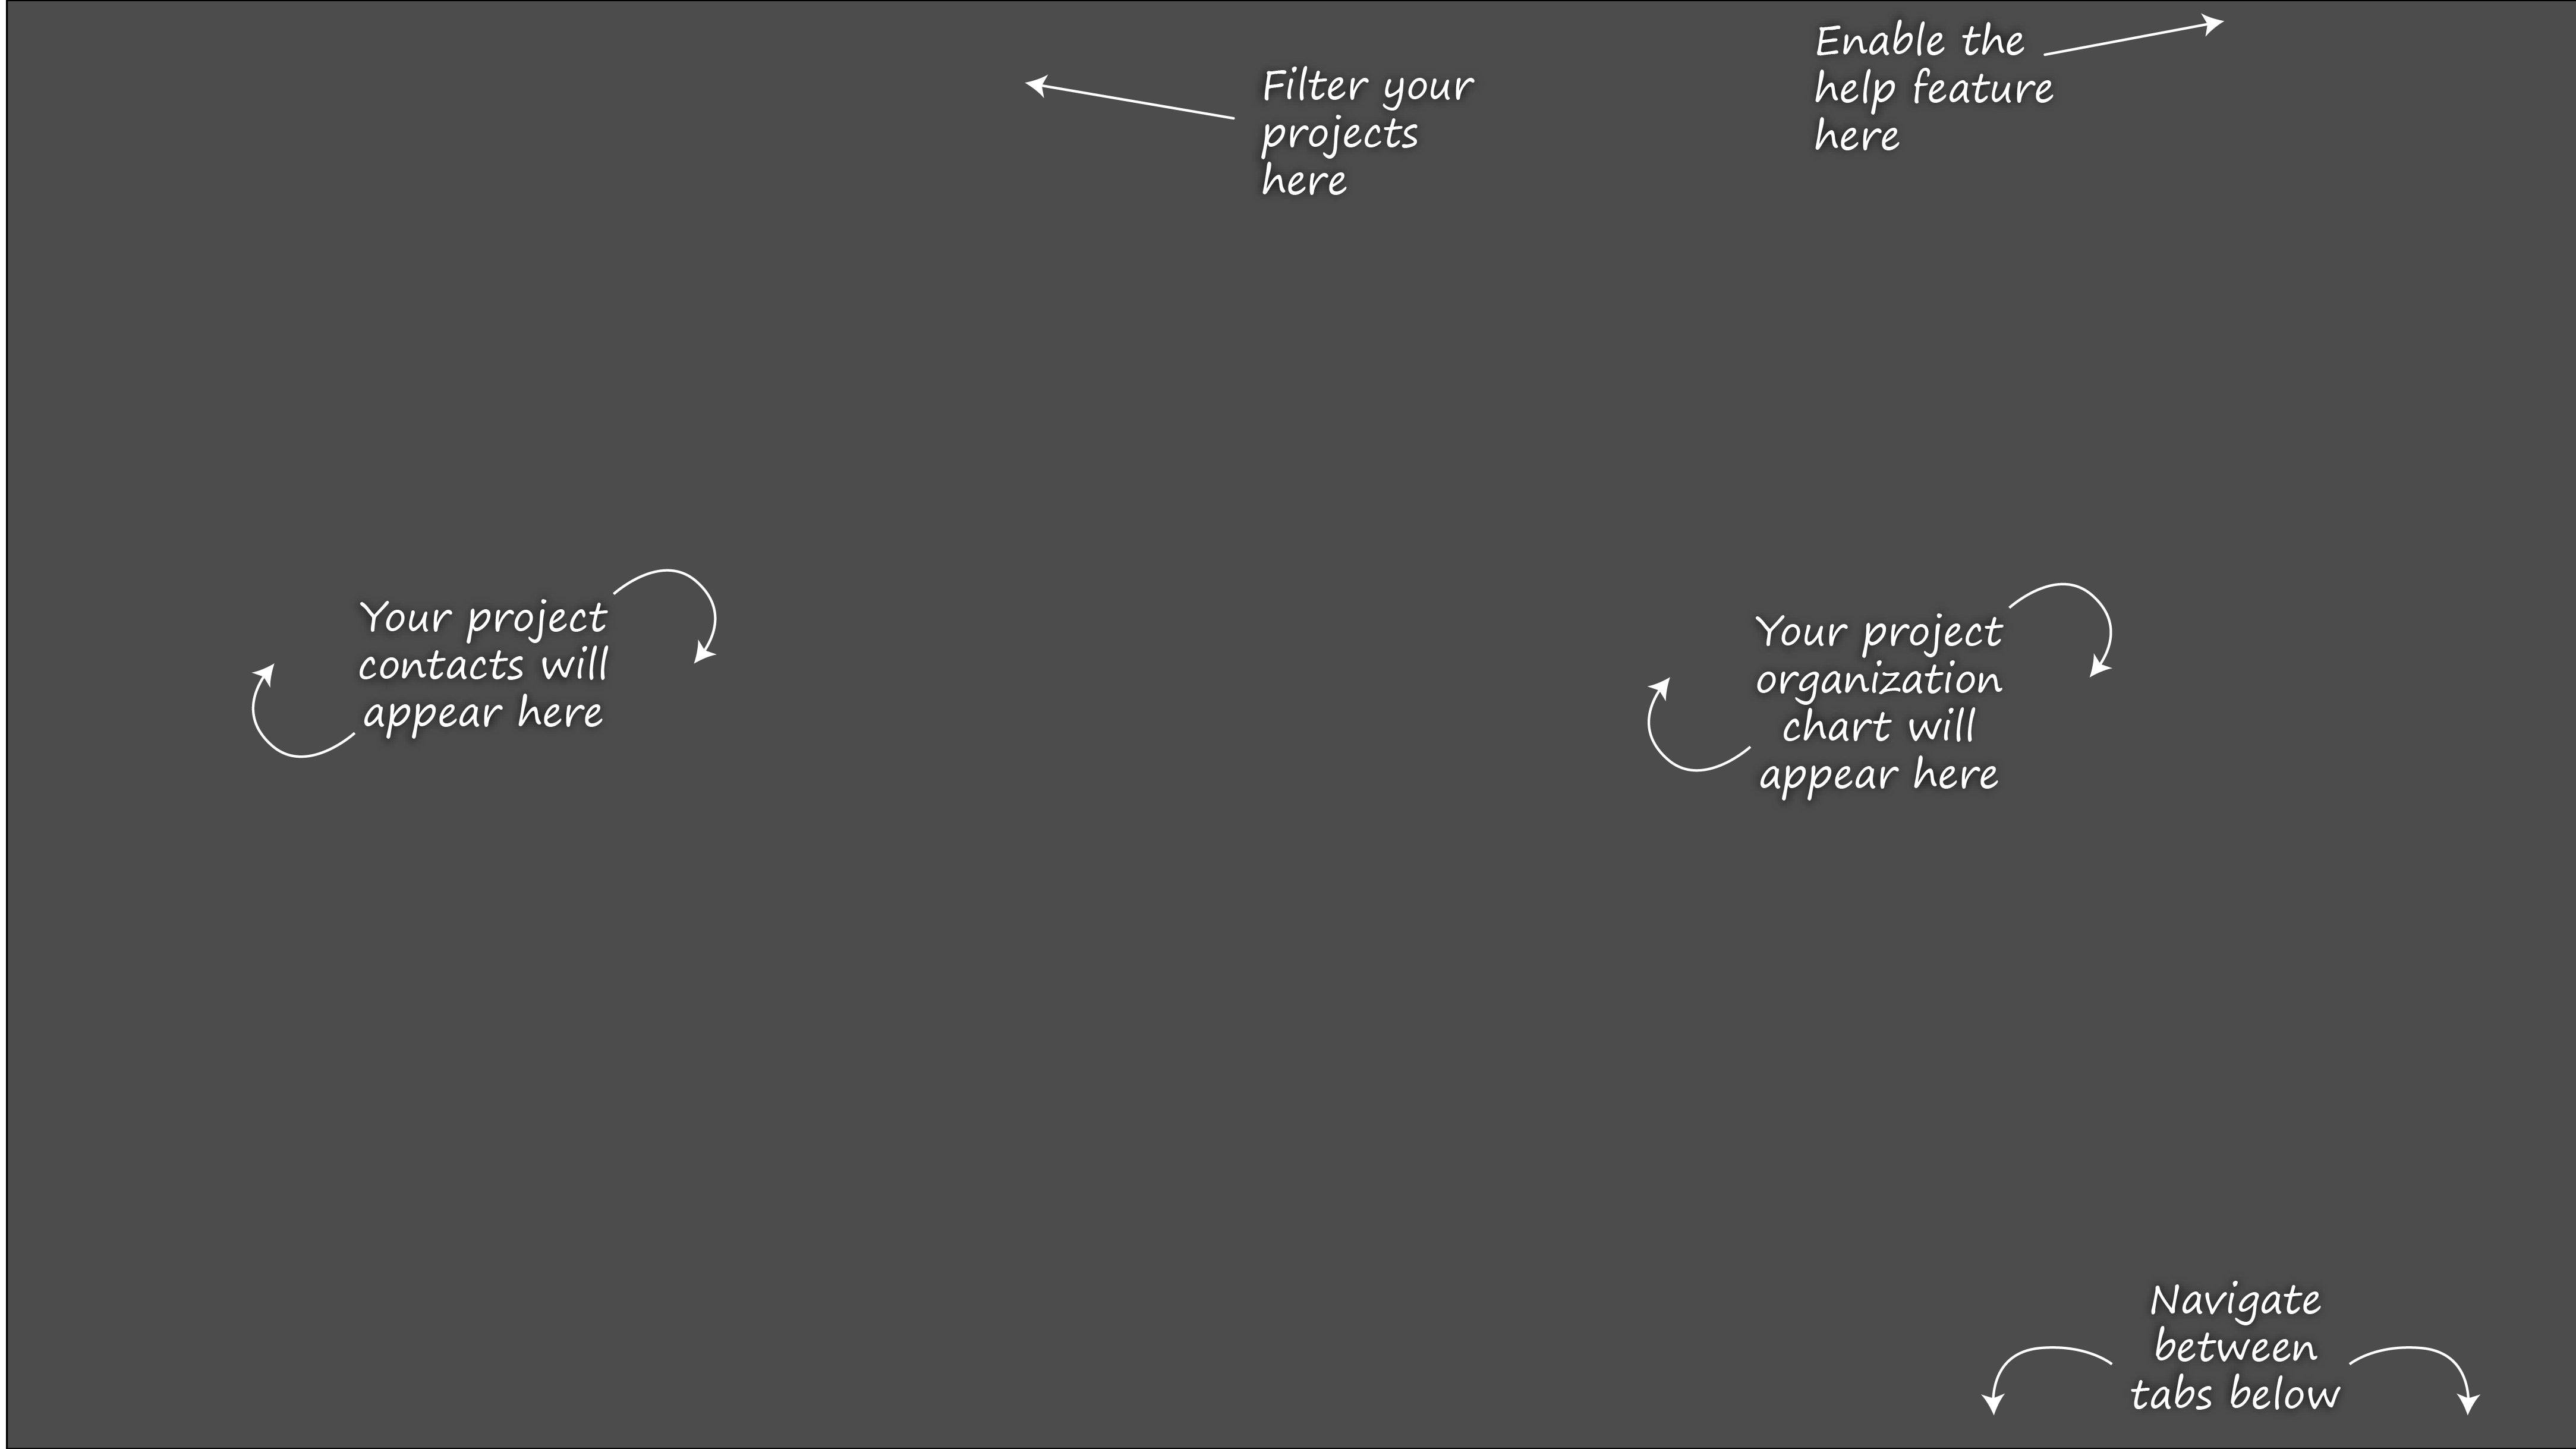 Enable the
help feature
here
Filter your
projects
here
Your project
contacts will
appear here
Your project
organization
chart will
appear here
Navigate
between
tabs below